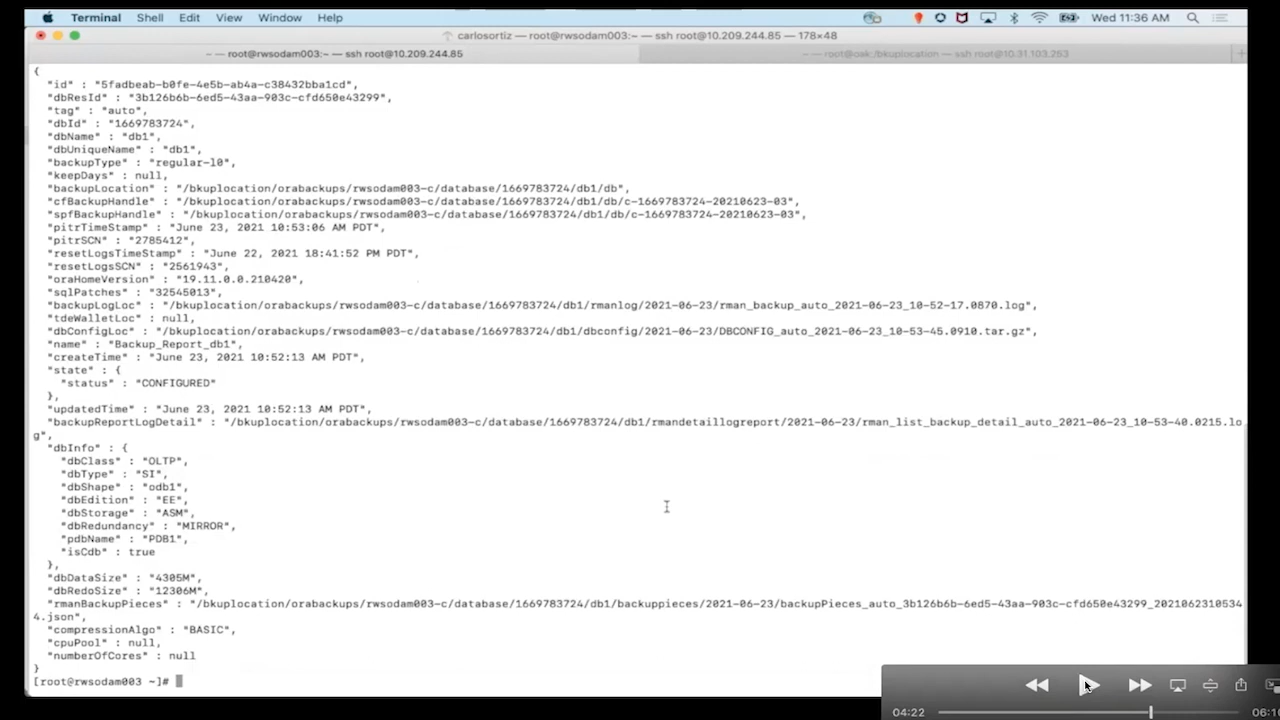 Terminal Shell Edit View Window Help Wed 11:36 AM
carlosortiz — root@rwsodam003:~ — ssh root@10.209.244.85 — 178×48
~ — root@rwsodam003:~ — ssh root@10.209.244.85
~ — root@oak:/bkuplocation — ssh root@10.31.103.253
{
"id" : "5fadbeab-b0fe-4e5b-ab4a-c38432bba1cd",
"dbResId" : "3b126b6b-6ed5-43aa-903c-cfd650e43299",
"tag" : "auto",
"dbId" : "1669783724",
"dbName" : "db1",
"dbUniqueName" : "db1",
"backupType" : "regular-l0",
"keepDays" : null,
"backupLocation" : "/bkuplocation/orabackups/rwsodam003-c/database/1669783724/db1/db",
"cfBackupHandle" : "/bkuplocation/orabackups/rwsodam003-c/database/1669783724/db1/db/c-1669783724-20210623-03",
"spfBackupHandle" : "/bkuplocation/orabackups/rwsodam003-c/database/1669783724/db1/db/c-1669783724-20210623-03",
"pitrTimeStamp" : "June 23, 2021 10:53:06 AM PDT",
"pitrSCN" : "2785412",
"resetLogsTimeStamp" : "June 22, 2021 18:41:52 PM PDT",
"resetLogsSCN" : "2561943",
"oraHomeVersion" : "19.11.0.0.210420",
"sqlPatches" : "32545013",
"backupLogLoc" : "/bkuplocation/orabackups/rwsodam003-c/database/1669783724/db1/rmanlog/2021-06-23/rman_backup_auto_2021-06-23_10-52-17.0870.log",
"tdeWalletLoc" : null,
"dbConfigLoc" : "/bkuplocation/orabackups/rwsodam003-c/database/1669783724/db1/dbconfig/2021-06-23/DBCONFIG_auto_2021-06-23_10-53-45.0910.tar.gz",
"name" : "Backup_Report_db1",
"createTime" : "June 23, 2021 10:52:13 AM PDT",
"state" : {
"status" : "CONFIGURED"
},
"updatedTime" : "June 23, 2021 10:52:13 AM PDT",
"backupReportLogDetail" : "/bkuplocation/orabackups/rwsodam003-c/database/1669783724/db1/rmandetaillogreport/2021-06-23/rman_list_backup_detail_auto_2021-06-23_10-53-40.0215.lo
g",
"dbInfo" : {
"dbClass" : "OLTP",
"dbType" : "SI",
"dbShape" : "odb1",
"dbEdition" : "EE",
"dbStorage" : "ASM",
"dbRedundancy" : "MIRROR",
"pdbName" : "PDB1",
"isCdb" : true
},
"dbDataSize" : "4305M",
"dbRedoSize" : "12306M",
"rmanBackupPieces" : "/bkuplocation/orabackups/rwsodam003-c/database/1669783724/db1/backuppieces/2021-06-23/backupPieces_auto_3b126b6b-6ed5-43aa-903c-cfd650e43299_2021062310534
4.json",
"compressionAlgo" : "BASIC",
"cpuPool" : null,
"numberOfCores" : null
}
[root@rwsodam003 ~]#
04:22